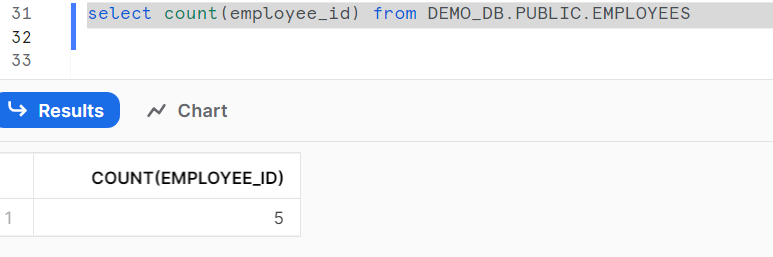 31 select count(employee_id) from DEMO_DB.PUBLIC.EMPLOYEES
32
33
Results Chart
COUNT(EMPLOYEE_ID)
1 5